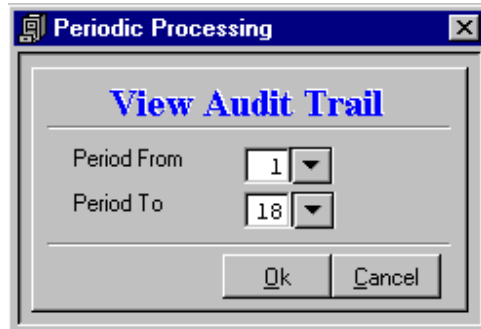 Periodic Processing
View Audit Trail
Period From 1
Period To 18
Ok Cancel